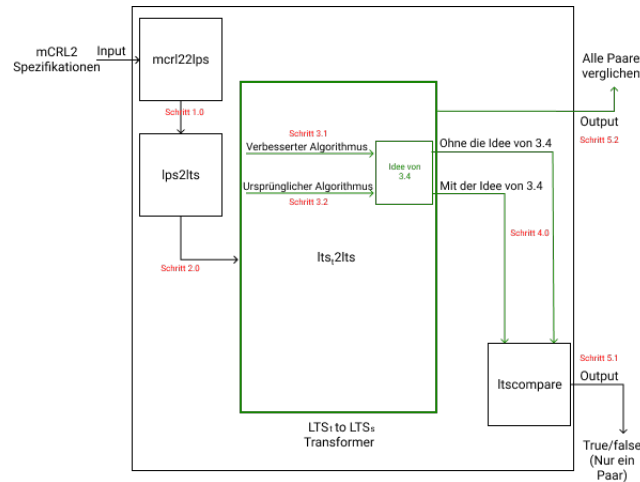 mCRL2
Spezifikationen
Input
mcrl22lps
Schritt 1.0
lps2lts
Schritt 2.0
Schritt 3.1
Verbesserter Algorithmus
Ursprünglicher Algorithmus
Schritt 3.2
Idee von
3.4
ltsₜ2lts
LTSₜ to LTSₛ
Transformer
Ohne die Idee von 3.4
Mit der Idee von 3.4
Schritt 4.0
ltscompare
Alle Paare
verglichen
Output
Schritt 5.2
Schritt 5.1
Output
True/false
(Nur ein
Paar)